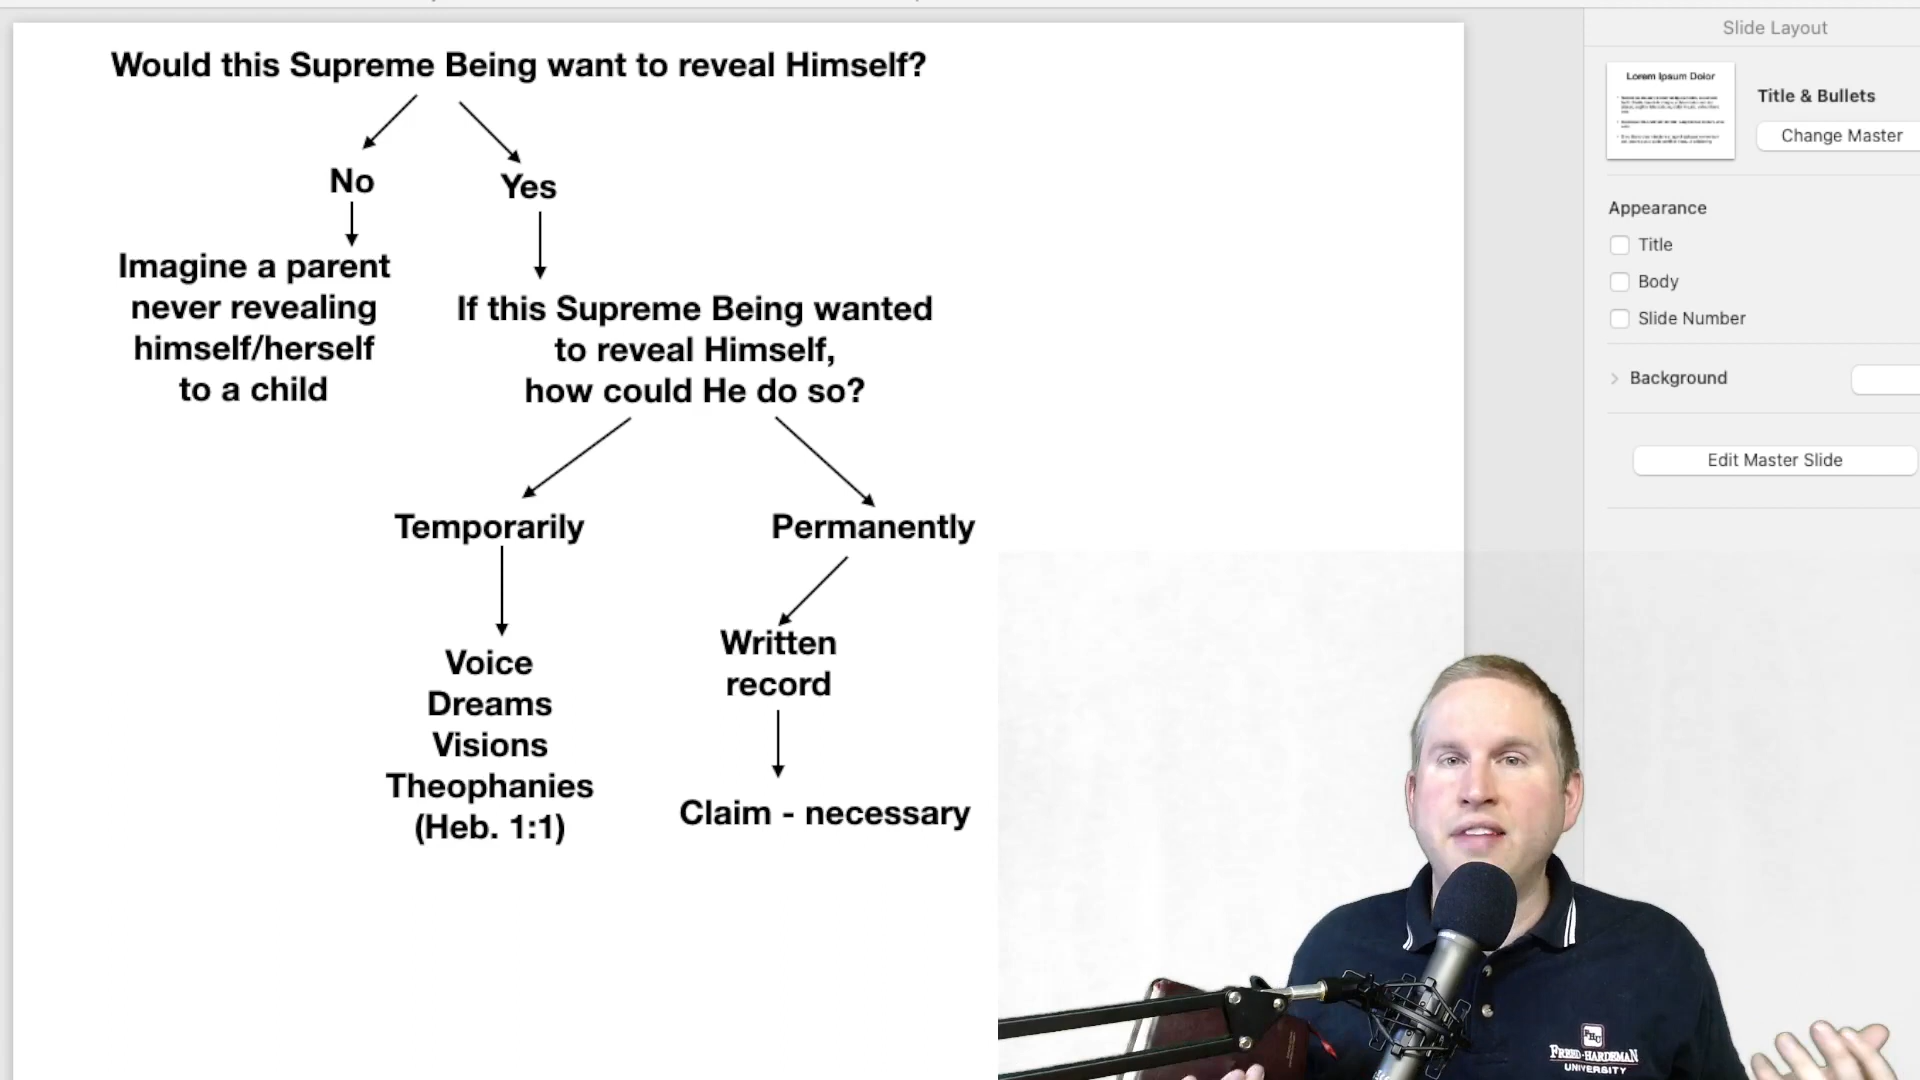 Would this Supreme Being want to reveal Himself?
No
Yes
Imagine a parent
never revealing
himself/herself
to a child
If this Supreme Being wanted
to reveal Himself,
how could He do so?
Temporarily
Permanently
Voice
Dreams
Visions
Theophanies
(Heb. 1:1)
Written
record
Claim - necessary
Slide Layout
Lorem Ipsum Dolor
Title & Bullets
Change Master
Appearance
Title
Body
Slide Number
Background
Edit Master Slide
FHU
FREED-HARDEMAN
UNIVERSITY